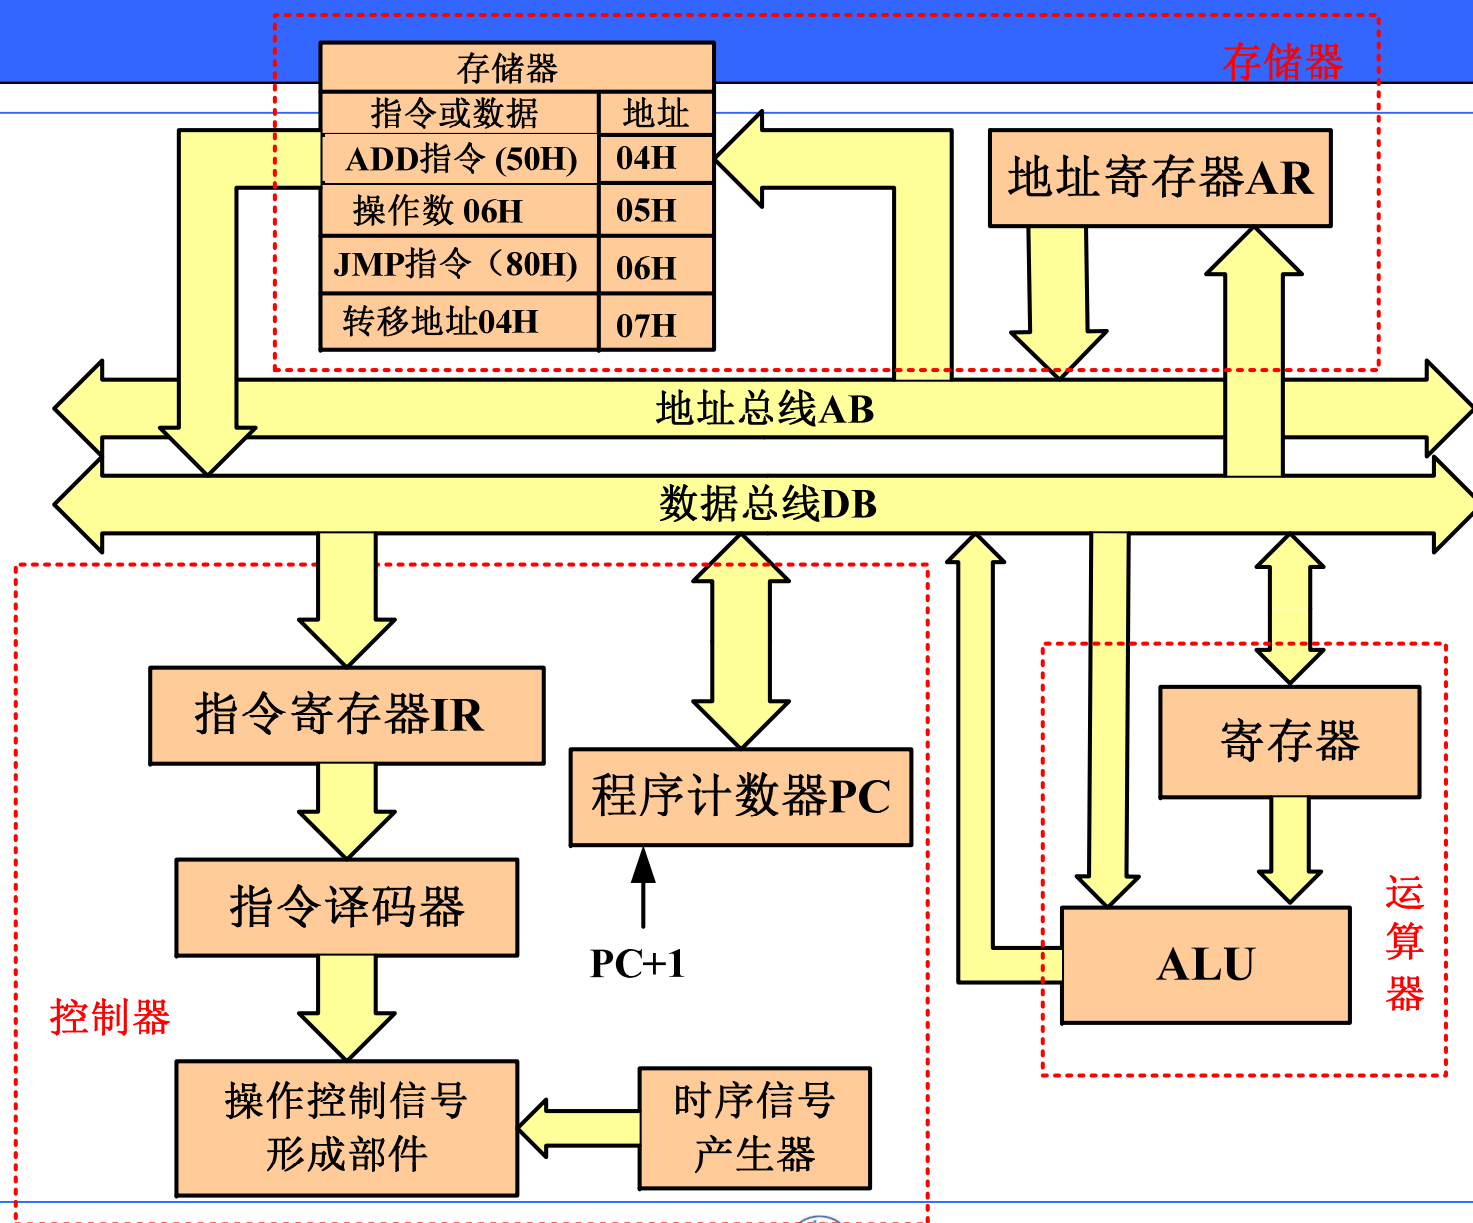 存储器
存储器
指令或数据 地址
ADD指令 (50H) 04H
操作数 06H 05H
JMP指令（80H) 06H
转移地址04H 07H
地址寄存器AR
地址总线AB
数据总线DB
指令寄存器IR
程序计数器PC
寄存器
指令译码器
PC+1
ALU
运
算
器
控制器
操作控制信号
形成部件
时序信号
产生器